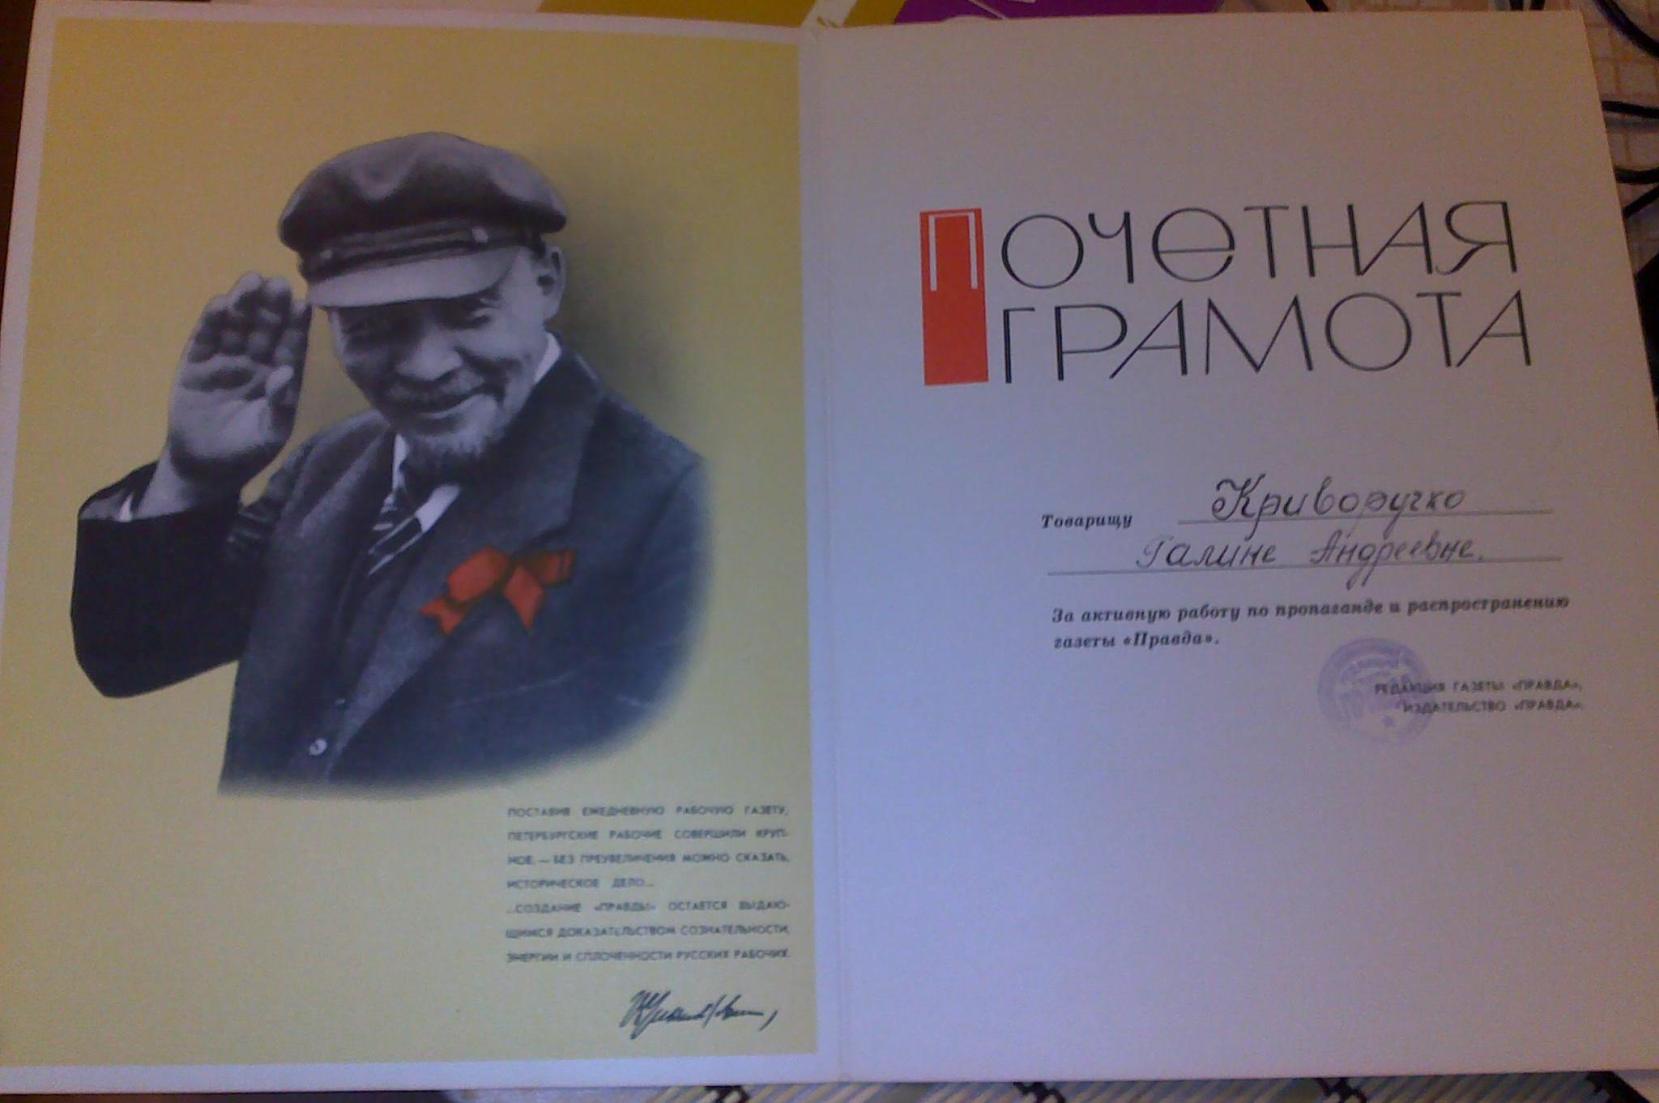 ПОСТАВИВ ЕЖЕДНЕВНУЮ РАБОЧУЮ ГАЗЕТУ,
ПЕТЕРБУРГСКИЕ РАБОЧИЕ СОВЕРШИЛИ КРУП-
НОЕ, — БЕЗ ПРЕУВЕЛИЧЕНИЯ МОЖНО СКАЗАТЬ,
ИСТОРИЧЕСКОЕ ДЕЛО...
...СОЗДАНИЕ «ПРАВДЫ» ОСТАЕТСЯ ВЫДАЮ-
ЩИМСЯ ДОКАЗАТЕЛЬСТВОМ СОЗНАТЕЛЬНОСТИ,
ЭНЕРГИИ И СПЛОЧЕННОСТИ РУССКИХ РАБОЧИХ.
ПОЧЕТНАЯ
ГРАМОТА
Товарищу Криворучко
Галине Андреевне.
За активную работу по пропаганде и распространению
газеты «Правда».
РЕДАКЦИЯ ГАЗЕТЫ «ПРАВДА»,
ИЗДАТЕЛЬСТВО «ПРАВДА».